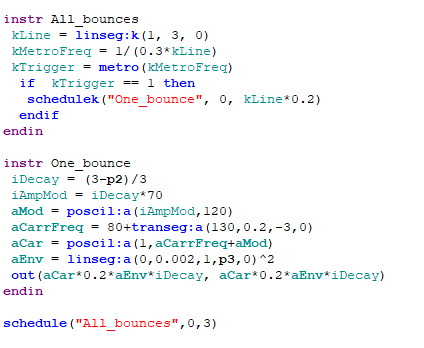 instr All_bounces
kLine = linseg:k(1, 3, 0)
kMetroFreq = 1/(0.3*kLine)
kTrigger = metro(kMetroFreq)
if kTrigger == 1 then
schedulek("One_bounce", 0, kLine*0.2)
endif
endin
instr One_bounce
iDecay = (3-p2)/3
iAmpMod = iDecay*70
aMod = poscil:a(iAmpMod,120)
aCarrFreq = 80+transeg:a(130,0.2,-3,0)
aCar = poscil:a(1,aCarrFreq+aMod)
aEnv = linseg:a(0,0.002,1,p3,0)^2
out(aCar*0.2*aEnv*iDecay, aCar*0.2*aEnv*iDecay)
endin
schedule("All_bounces",0,3)